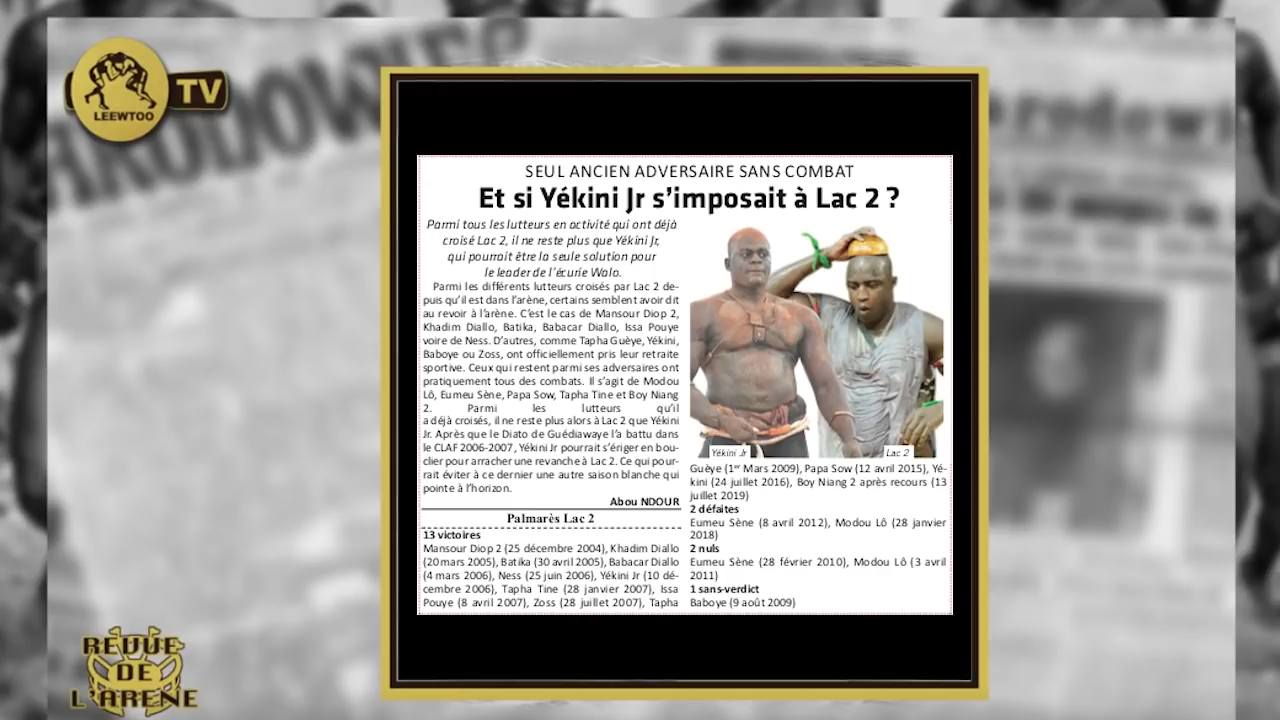 LEEWTOO
TV
SEUL ANCIEN ADVERSAIRE SANS COMBAT
Et si Yékini Jr s'imposait à Lac 2 ?
Parmi tous les lutteurs en activité qui ont déjà
croisé Lac 2, il ne reste plus que Yékini Jr,
qui pourrait être la seule solution pour
le leader de l'écurie Walo.
Parmi les différents lutteurs croisés par Lac 2 de-
puis qu'il est dans l'arène, certains semblent avoir dit
au revoir à l'arène. C'est le cas de Mansour Diop 2,
Khadim Diallo, Batika, Babacar Diallo, Issa Pouye
voire de Ness. D'autres, comme Tapha Guèye, Yékini,
Baboye ou Zoss, ont officiellement pris leur retraite
sportive. Ceux qui restent parmi ses adversaires ont
pratiquement tous des combats. Il s'agit de Modou
Lô, Eumeu Sène, Papa Sow, Tapha Tine et Boy Niang
2. Parmi les lutteurs qu'il
a déjà croisés, il ne reste plus alors à Lac 2 que Yékini
Jr. Après que le Diato de Guédiawaye l'a battu dans
le CLAF 2006-2007, Yékini Jr pourrait s'ériger en bou-
clier pour arracher une revanche à Lac 2. Ce qui pour-
rait éviter à ce dernier une autre saison blanche qui
pointe à l'horizon.
Abou NDOUR
Palmarès Lac 2
13 victoires
Mansour Diop 2 (25 décembre 2004), Khadim Diallo
(20 mars 2005), Batika (30 avril 2005), Babacar Diallo
(4 mars 2006), Ness (25 juin 2006), Yékini Jr (10 dé-
cembre 2006), Tapha Tine (28 janvier 2007), Issa
Pouye (8 avril 2007), Zoss (28 juillet 2007), Tapha
Yékini Jr
Lac 2
Guèye (1er Mars 2009), Papa Sow (12 avril 2015), Yé-
kini (24 juillet 2016), Boy Niang 2 après recours (13
juillet 2019)
2 défaites
Eumeu Sène (8 avril 2012), Modou Lô (28 janvier
2018)
2 nuls
Eumeu Sène (28 février 2010), Modou Lô (3 avril
2011)
1 sans-verdict
Baboye (9 août 2009)
REVUE
DE
L'ARENE